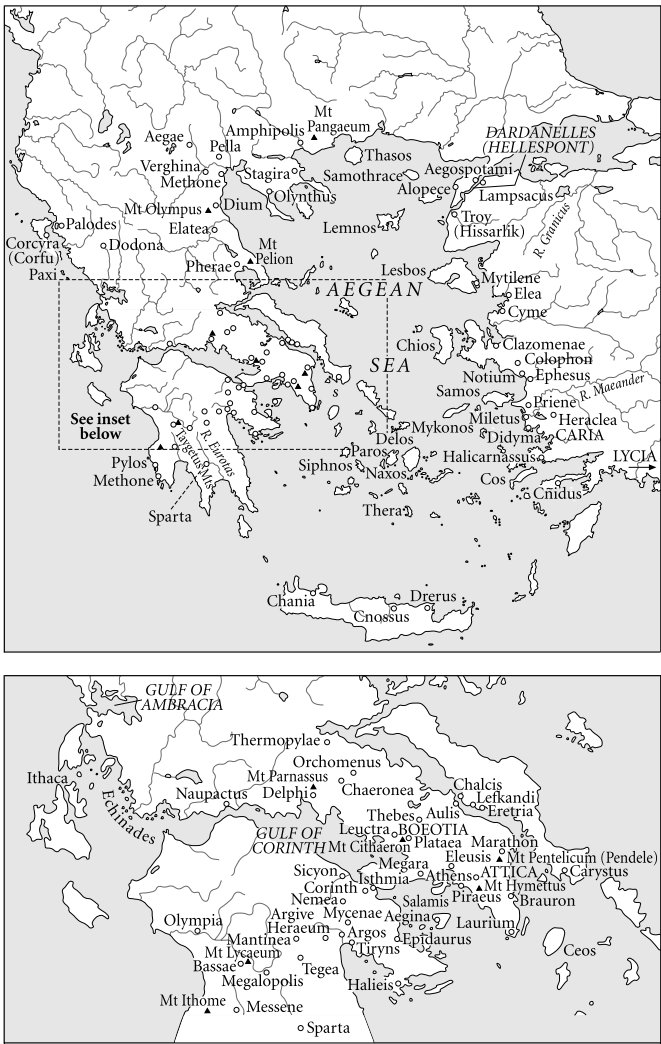 Mt
Pangaeum
Amphipolis
Aegae
Pella
DARDANELLES
(HELLESPONT)
Thasos
Samothrace
Aegospotami
Verghina
Methone
Stagira
Alopece
Lampsacus
Olynthus
Mt Olympus
Dium
Lemnos
Troy
(Hissarlık)
R. Granicus
Palodes
Elatea
Corcyra
(Corfu)
Dodona
Mt
Pelion
Pherae
Paxi
Lesbos
Mytilene
AEGEAN
SEA
Elea
Cyme
Chios
Clazomenae
Colophon
Notium
Ephesus
R. Maeander
Samos
Priene
Heraclea
Miletus
Mykonos
Didyma
CARIA
See inset
below
Taygetus Mts
R. Eurotas
Delos
Paros
Halicarnassus
LYCIA
Pylos
Siphnos
Naxos
Methone
Cos
Cnidus
Thera
Sparta
s
Chania
Drerus
Cnossus
GULF OF
AMBRACIA
Thermopylae
Orchomenus
Ithaca
Mt Parnassus
Echinades
Naupactus
Delphi
Chaeronea
Chalcis
Lefkandi
Eretria
Thebes
Aulis
GULF OF
CORINTH
Leuctra
BOEOTIA
Mt Cithaeron
Plataea
Marathon
Eleusis
Mt Pentelicum (Pendele)
Megara
Sicyon
Isthmia
Athens
ATTICA
Carystus
Corinth
Mt Hymettus
Nemea
Salamis
Piraeus
Brauron
Argive
Heraeum
Mycenae
Aegina
Olympia
Laurium
Mantinea
Argos
Epidaurus
Tiryns
Ceos
Mt Lycaeum
Bassae
Tegea
Megalopolis
Halieis
Mt Ithome
Messene
Sparta